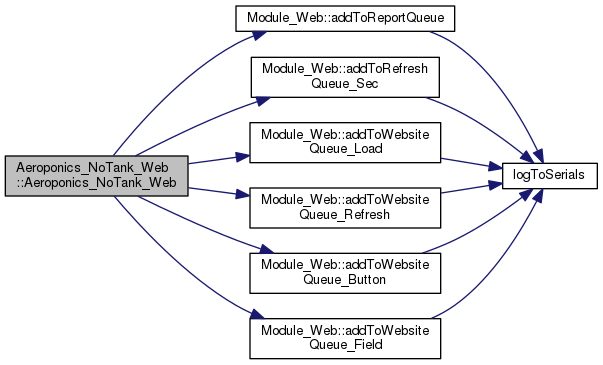 Module_Web::addToReportQueue
Module_Web::addToRefresh
Queue_Sec
Module_Web::addToWebsite
Queue_Load
Aeroponics_NoTank_Web
::Aeroponics_NoTank_Web
logToSerials
Module_Web::addToWebsite
Queue_Refresh
Module_Web::addToWebsite
Queue_Button
Module_Web::addToWebsite
Queue_Field